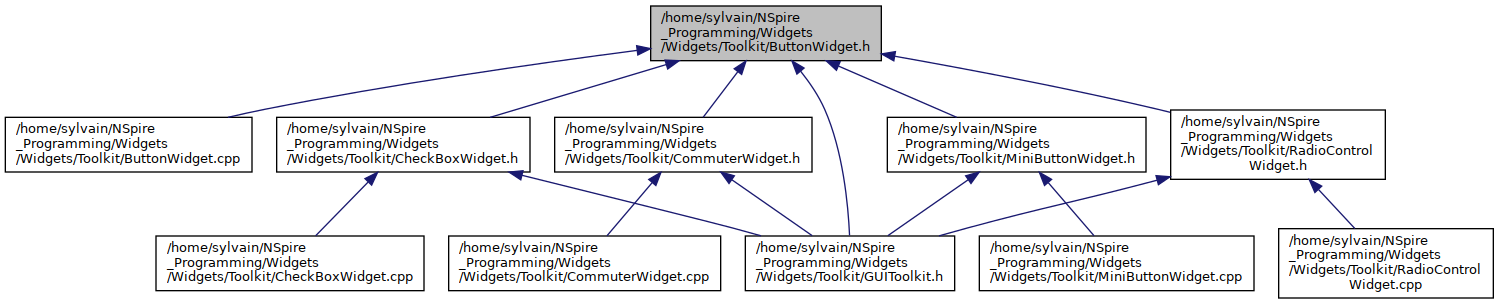 /home/sylvain/NSpire
_Programming/Widgets
/Widgets/Toolkit/ButtonWidget.h
/home/sylvain/NSpire
_Programming/Widgets
/Widgets/Toolkit/ButtonWidget.cpp
/home/sylvain/NSpire
_Programming/Widgets
/Widgets/Toolkit/CheckBoxWidget.h
/home/sylvain/NSpire
_Programming/Widgets
/Widgets/Toolkit/CommuterWidget.h
/home/sylvain/NSpire
_Programming/Widgets
/Widgets/Toolkit/MiniButtonWidget.h
/home/sylvain/NSpire
_Programming/Widgets
/Widgets/Toolkit/RadioControl
Widget.h
/home/sylvain/NSpire
_Programming/Widgets
/Widgets/Toolkit/CheckBoxWidget.cpp
/home/sylvain/NSpire
_Programming/Widgets
/Widgets/Toolkit/CommuterWidget.cpp
/home/sylvain/NSpire
_Programming/Widgets
/Widgets/Toolkit/GUIToolkit.h
/home/sylvain/NSpire
_Programming/Widgets
/Widgets/Toolkit/MiniButtonWidget.cpp
/home/sylvain/NSpire
_Programming/Widgets
/Widgets/Toolkit/RadioControl
Widget.cpp